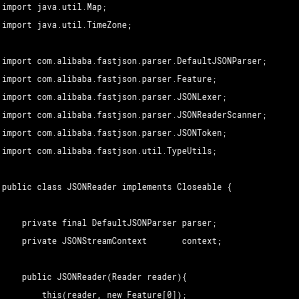 import java.util.Map;
import java.util.TimeZone;
import com.alibaba.fastjson.parser.DefaultJSONParser;
import com.alibaba.fastjson.parser.Feature;
import com.alibaba.fastjson.parser.JSONLexer;
import com.alibaba.fastjson.parser.JSONReaderScanner;
import com.alibaba.fastjson.parser.JSONToken;
import com.alibaba.fastjson.util.TypeUtils;
public class JSONReader implements Closeable {
private final DefaultJSONParser parser;
private JSONStreamContext context;
public JSONReader(Reader reader){
this(reader, new Feature[0]);